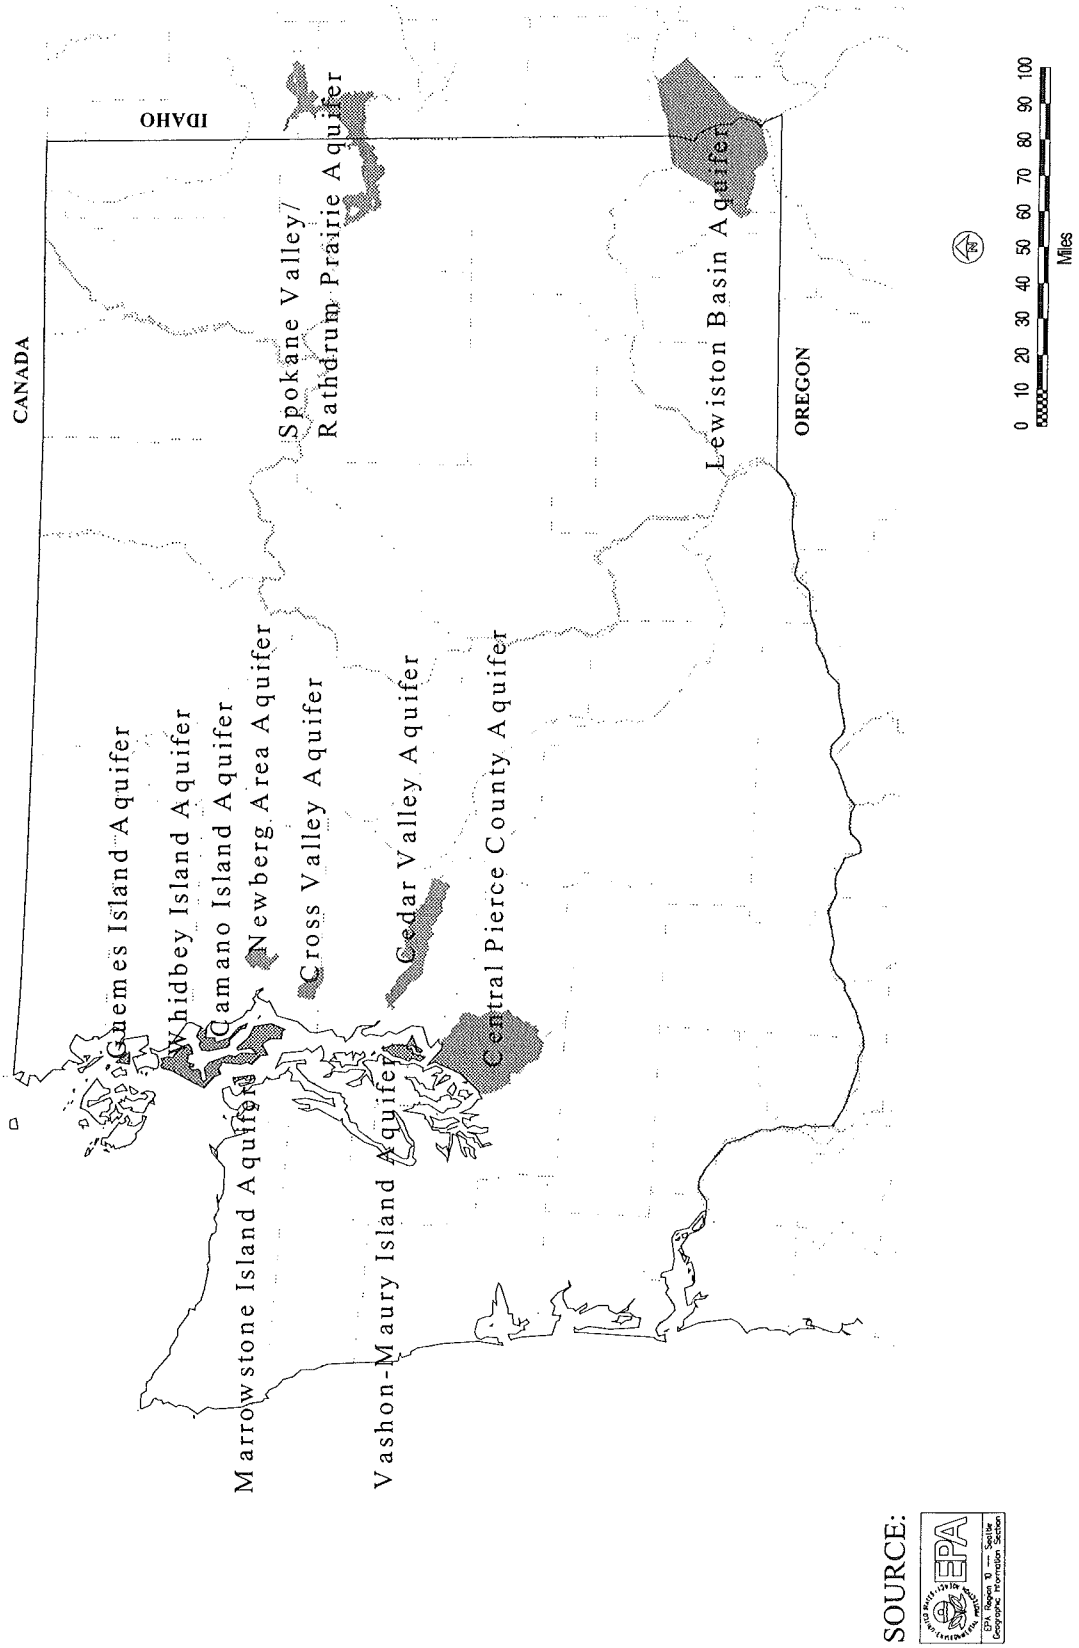 CANADA
IDAHO
Guemes Island Aquifer
Whidbey Island Aquifer
Camano Island Aquifer
Newberg Area Aquifer
Cross Valley Aquifer
Cedar Valley Aquifer
Central Pierce County Aquifer
Marrowstone Island Aquifer
Vashon-Maury Island Aquifer
Spokane Valley/
Rathdrum Prairie Aquifer
Lewiston Basin Aquifer
OREGON
N
0 10 20 30 40 50 60 70 80 90 100
Miles
SOURCE:
EPA
EPA Region 10 --- Seattle
Geographic Information Section